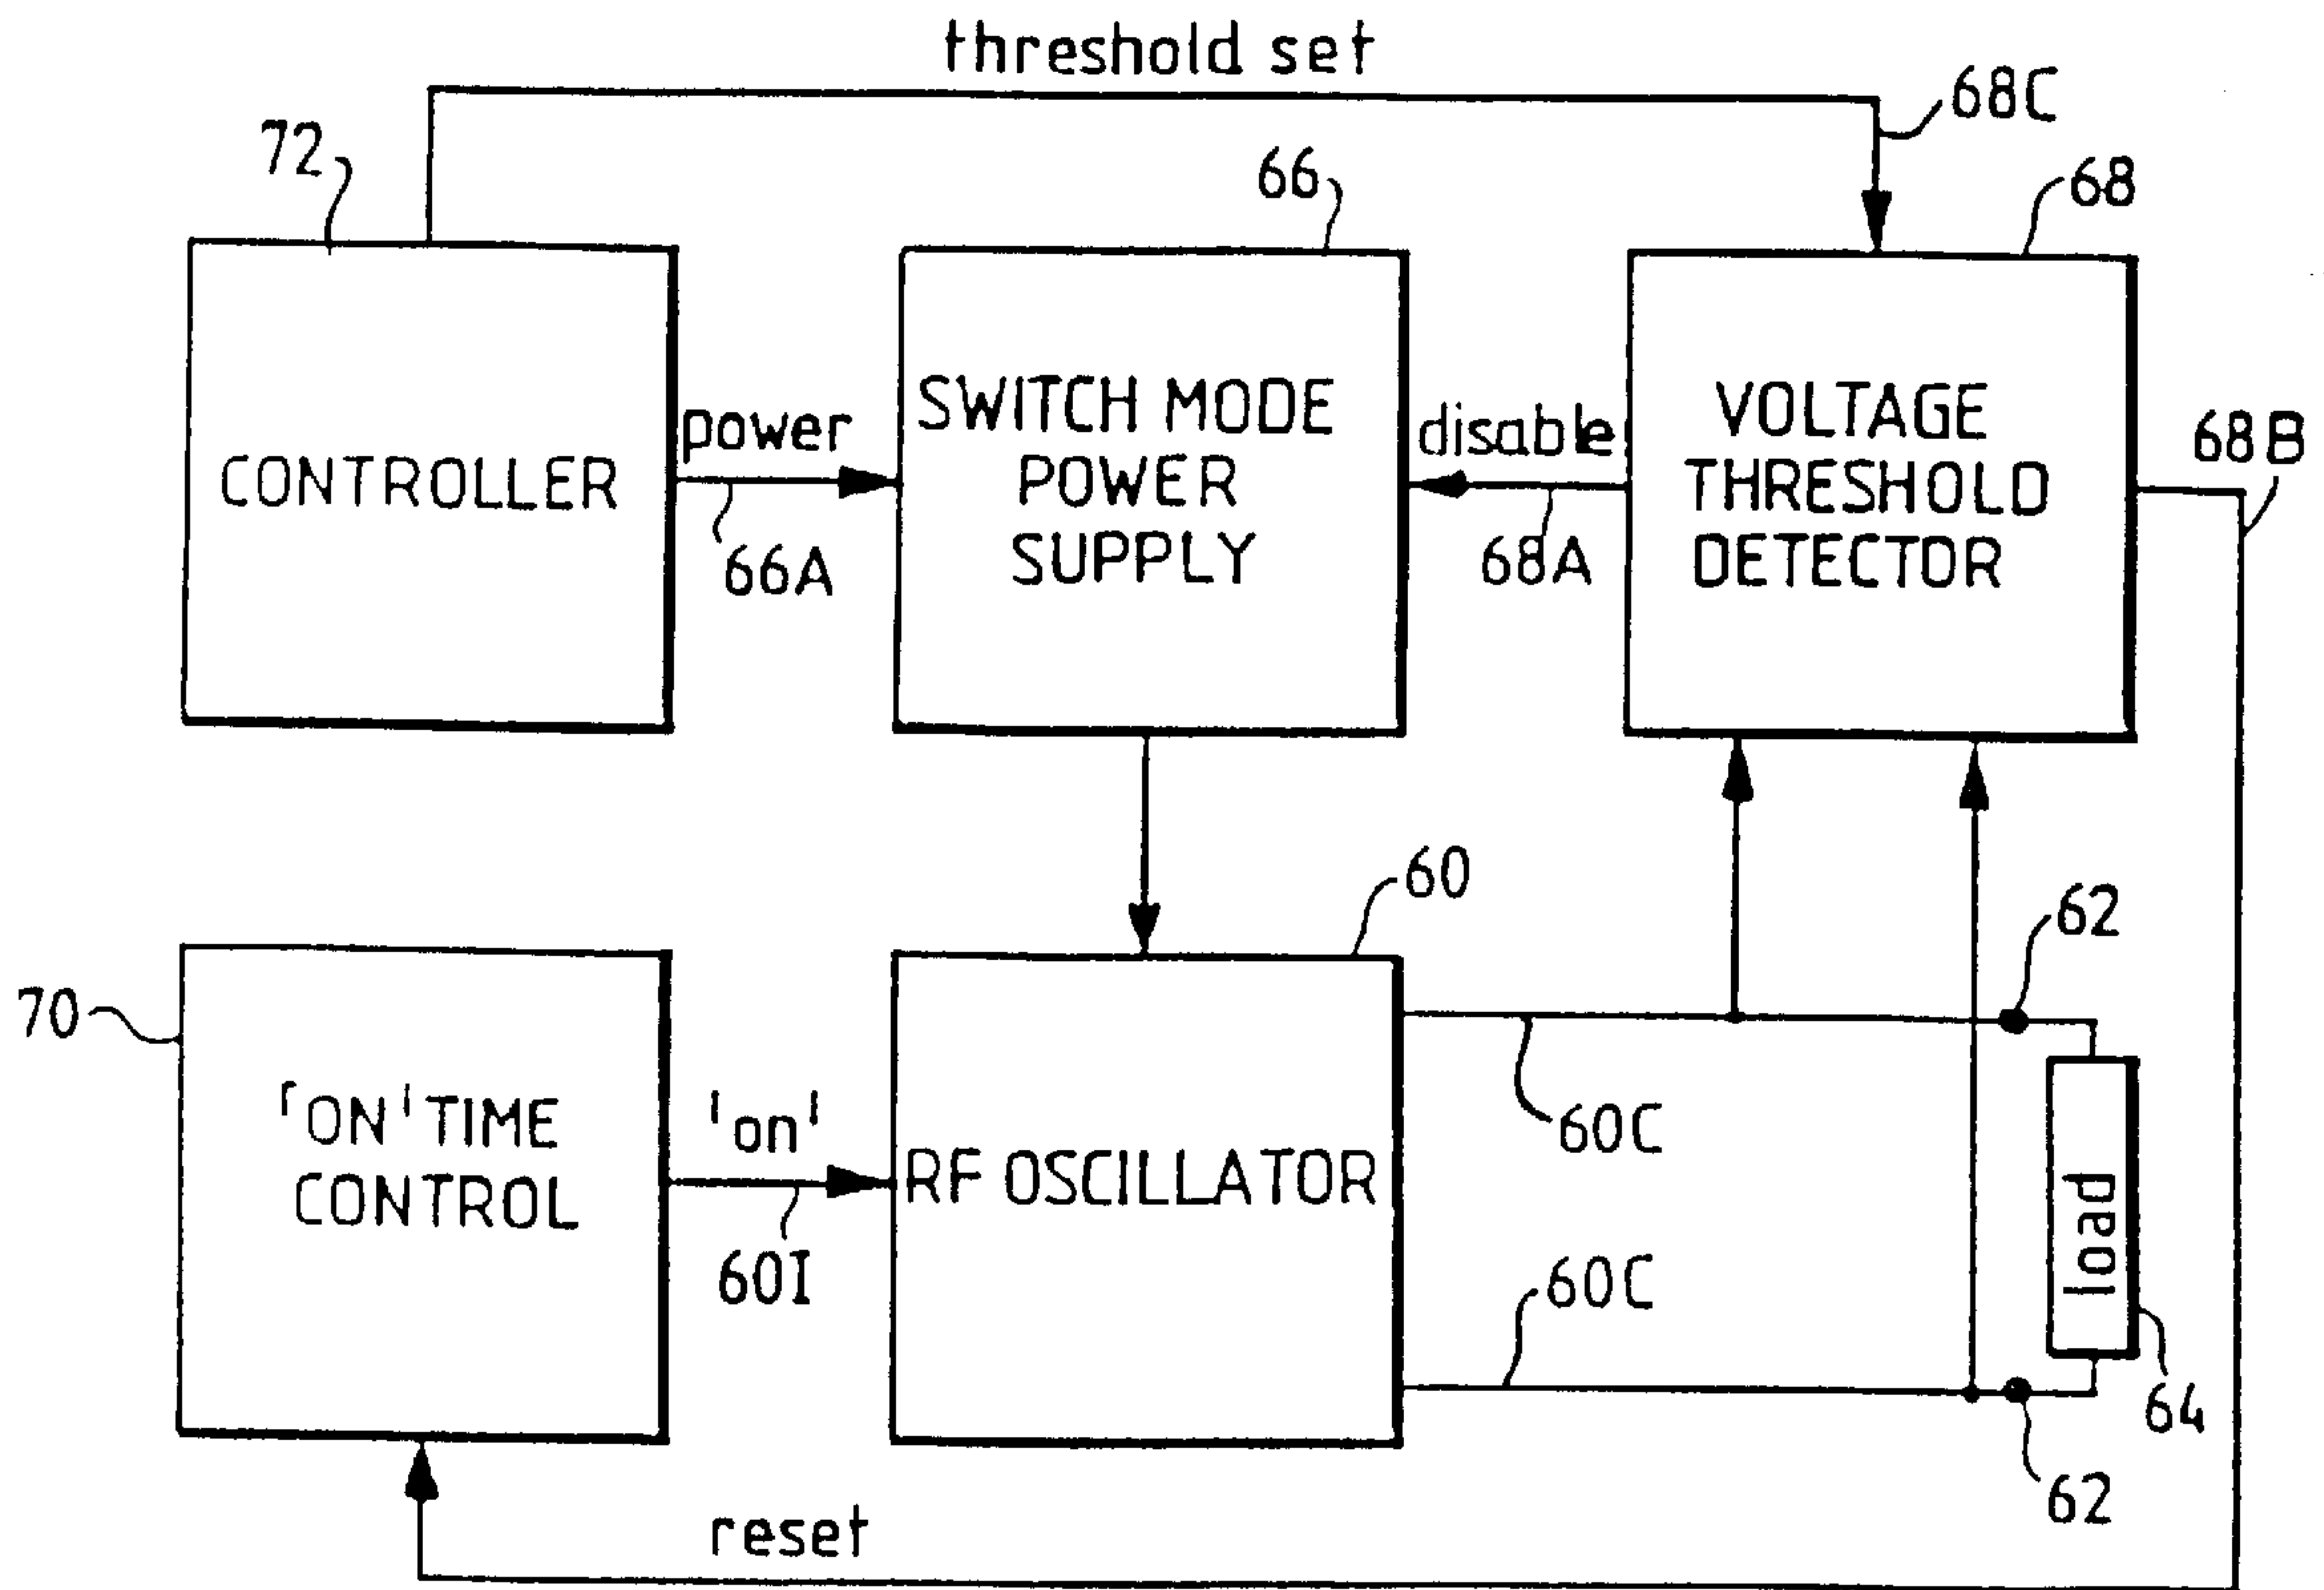 threshold set
68C
72
66
68
CONTROLLER
power
66A
SWITCH MODE
POWER
SUPPLY
disable
68A
VOLTAGE
THRESHOLD
DETECTOR
68B
60
62
70
'ON' TIME
CONTROL
'on'
60I
RF OSCILLATOR
60C
60C
load
64
62
reset